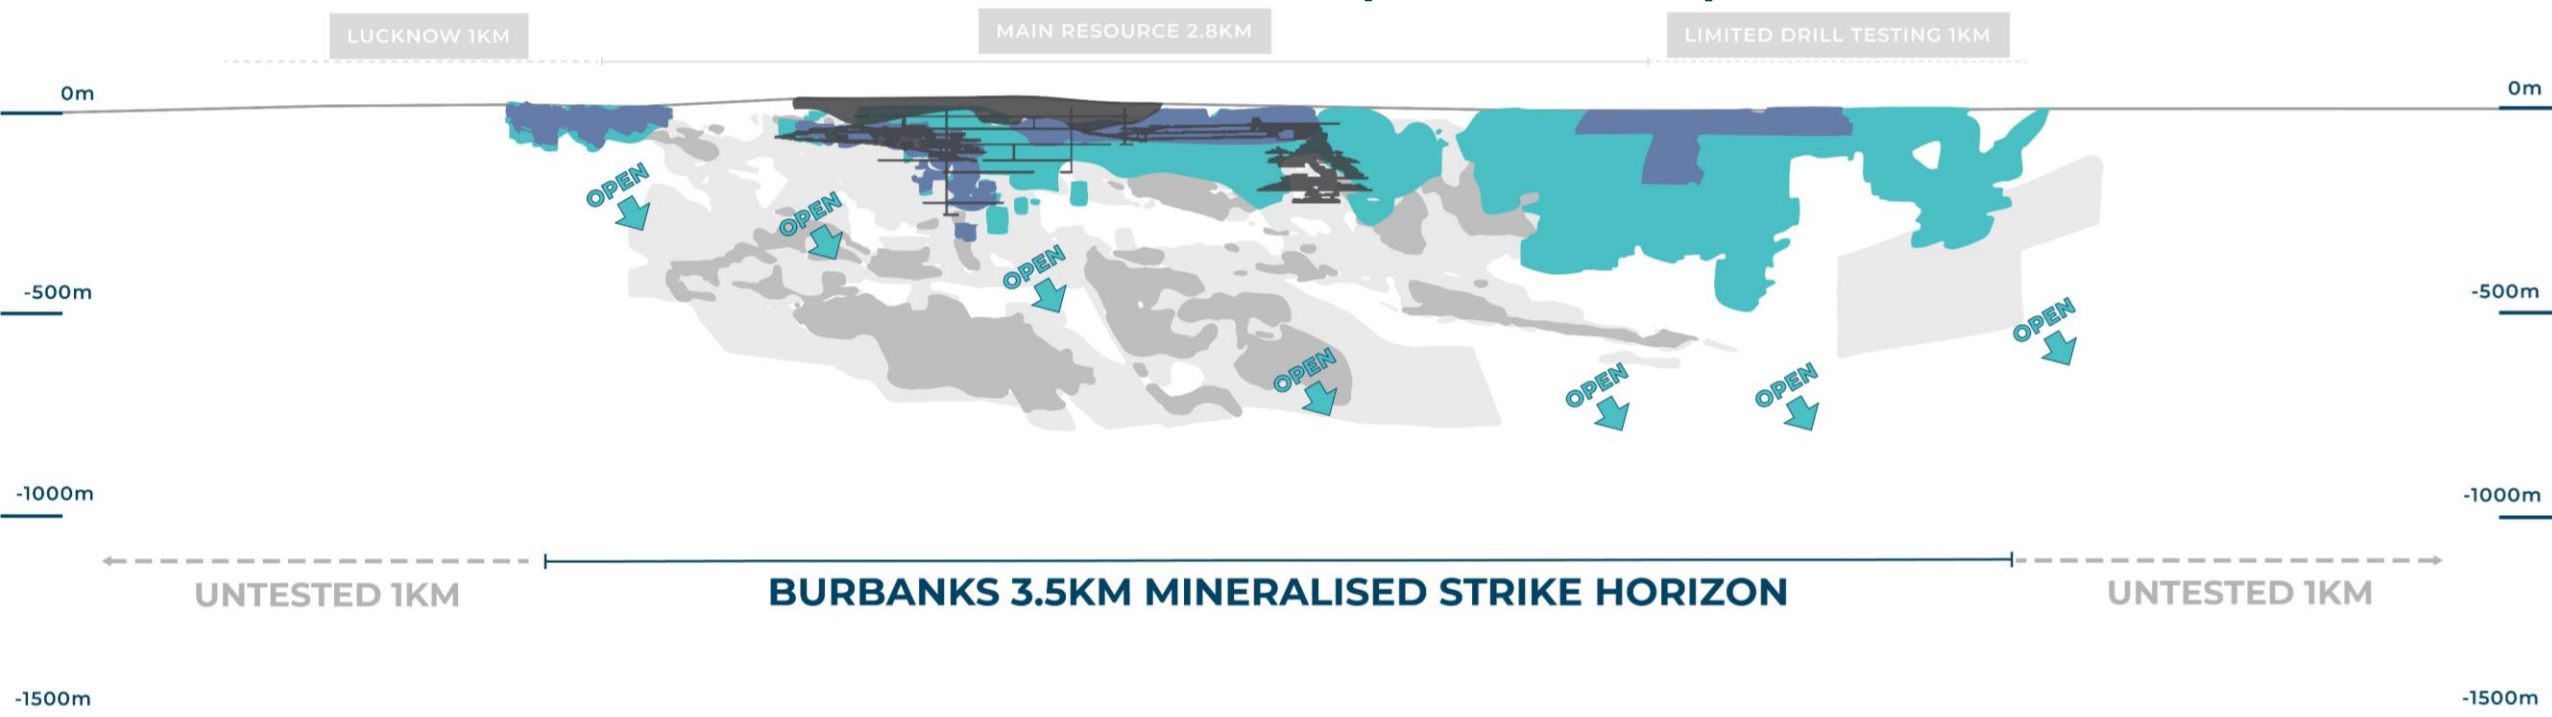 LUCKNOW 1KM
MAIN RESOURCE 2.8KM
LIMITED DRILL TESTING 1KM
0m
0m
OPEN
OPEN
OPEN
-500m
-500m
OPEN
OPEN
OPEN
OPEN
-1000m
-1000m
UNTESTED 1KM
BURBANKS 3.5KM MINERALISED STRIKE HORIZON
UNTESTED 1KM
-1500m
-1500m